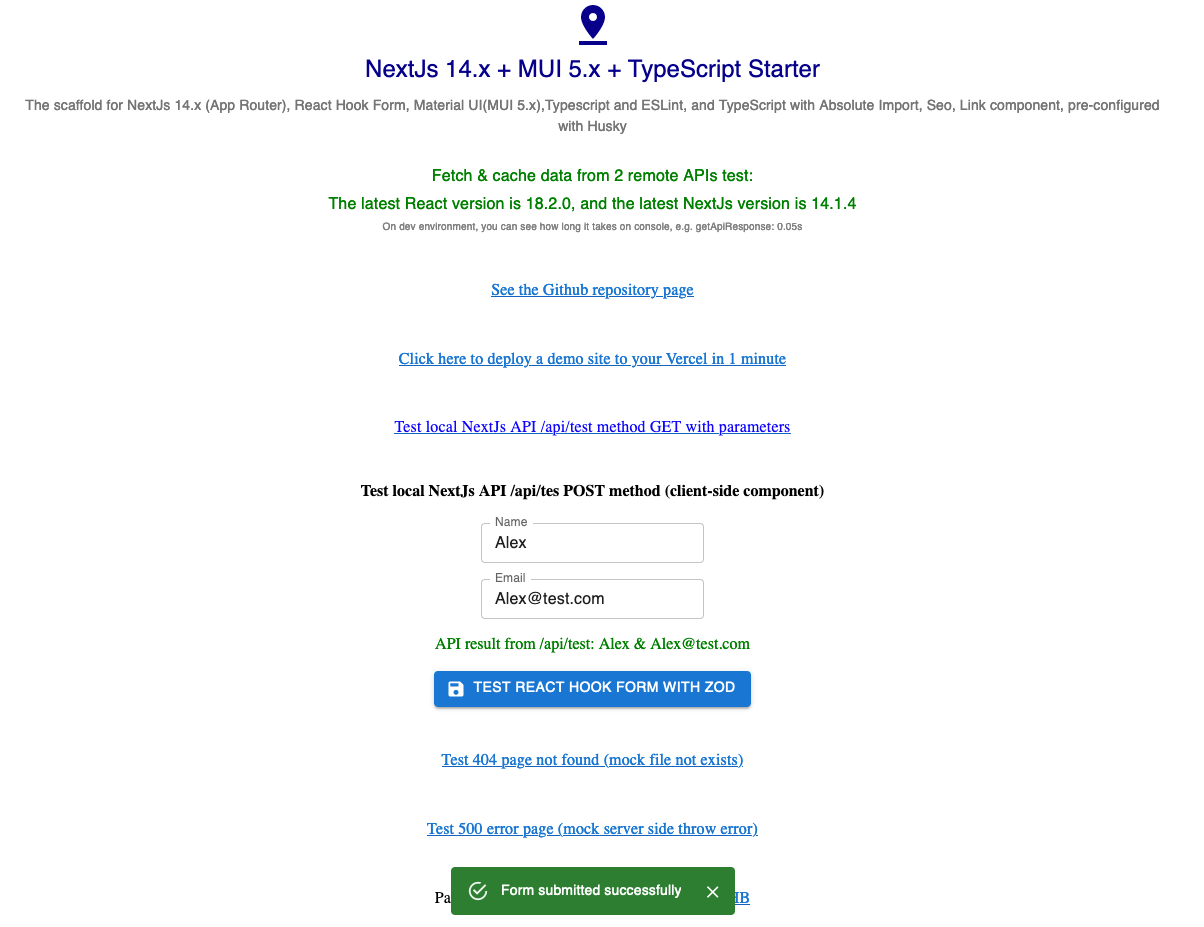 NextJs 14.x + MUI 5.x + TypeScript Starter
The scaffold for NextJs 14.x (App Router), React Hook Form, Material UI(MUI 5.x),Typescript and ESLint, and TypeScript with Absolute Import, Seo, Link component, pre-configured
with Husky
Fetch & cache data from 2 remote APIs test:
The latest React version is 18.2.0, and the latest NextJs version is 14.1.4
On dev environment, you can see how long it takes on console, e.g. getApiResponse: 0.05s
See the Github repository page
Click here to deploy a demo site to your Vercel in 1 minute
Test local NextJs API /api/test method GET with parameters
Test local NextJs API /api/tes POST method (client-side component)
Name
Alex
Email
Alex@test.com
API result from /api/test: Alex & Alex@test.com
TEST REACT HOOK FORM WITH ZOD
Test 404 page not found (mock file not exists)
Test 500 error page (mock server side throw error)
Form submitted successfully